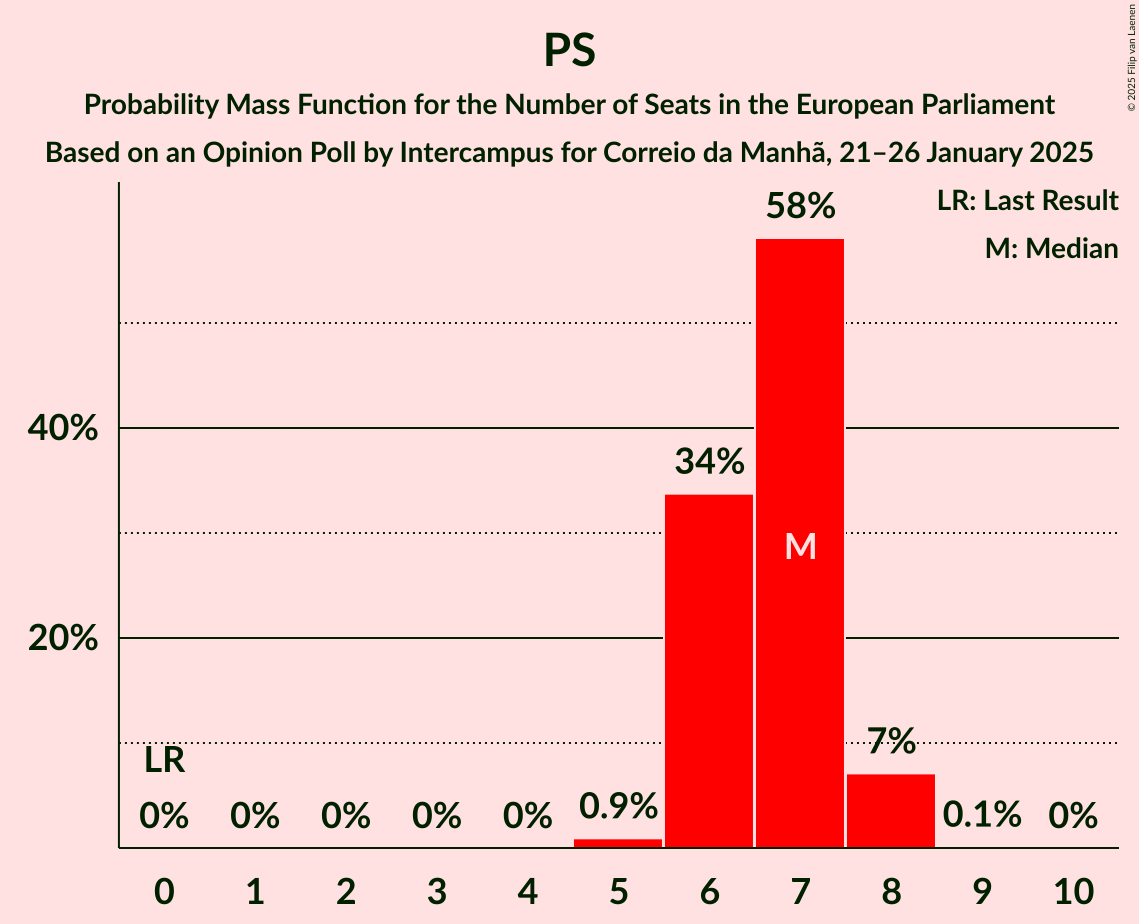 PS
Probability Mass Function for the Number of Seats in the European Parliament
Based on an Opinion Poll by Intercampus for Correio da Manhã, 21–26 January 2025
© 2025 Filip van Laenen
LR: Last Result
M: Median
58%
40%
34%
M
20%
7%
LR
0% 0% 0% 0% 0% 0.9% 0.1% 0%
0 1 2 3 4 5 6 7 8 9 10